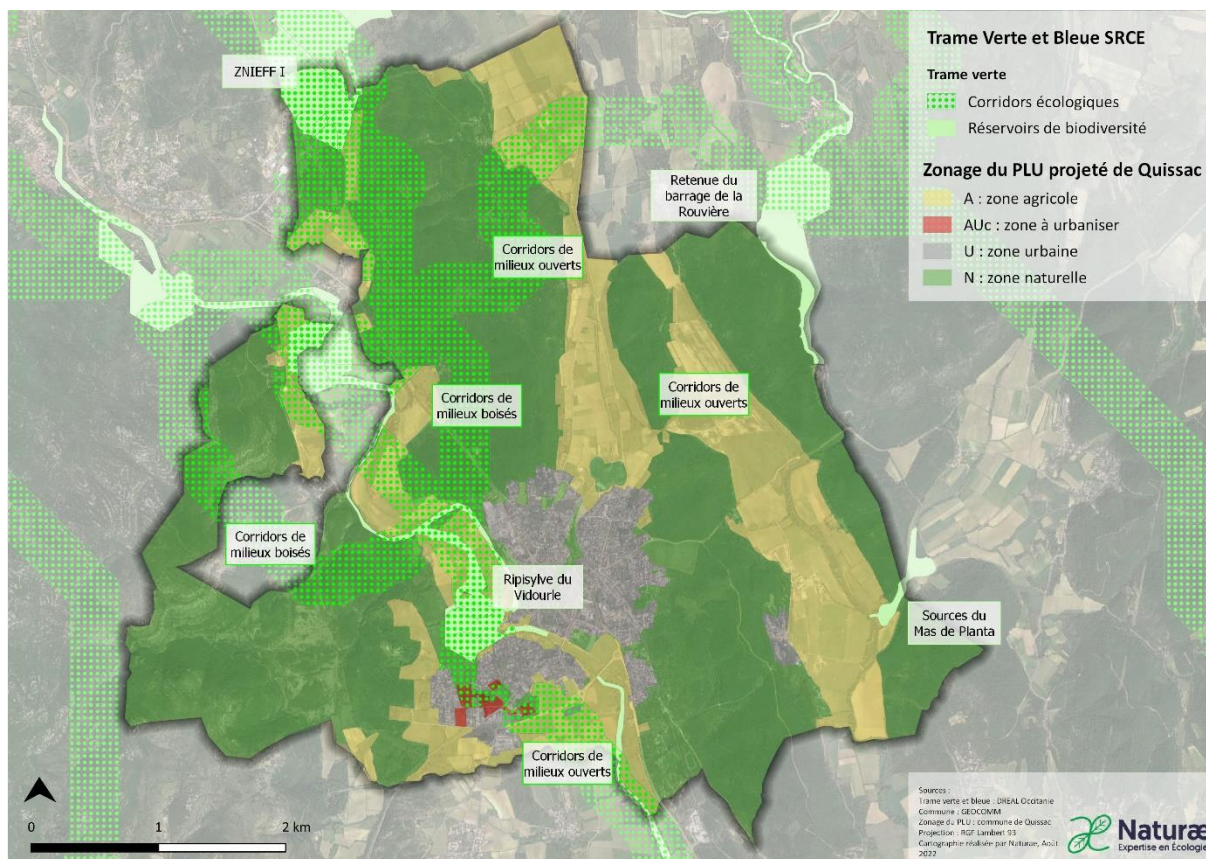 Trame Verte et Bleue SRCE
Trame verte
Corridors écologiques
Réservoirs de biodiversité
Zonage du PLU projeté de Quissac
A : zone agricole
AUc : zone à urbaniser
U : zone urbaine
N : zone naturelle
ZNIEFF I
Retenue du
barrage de la
Rouvière
Corridors de
milieux ouverts
Corridors de
milieux boisés
Corridors de
milieux ouverts
Corridors de
milieux boisés
Ripisylve du
Vidourle
Sources du
Mas de Planta
Corridors de
milieux ouverts
0 1 2 km
Sources :
Trame verte et bleue : DREAL Occitanie
Commune : GEOCOMM
Zonage du PLU : commune de Quissac
Projection : RGF Lambert 93
Cartographie réalisée par Naturae, Août
2022
Naturæ
Expertise en Écologie